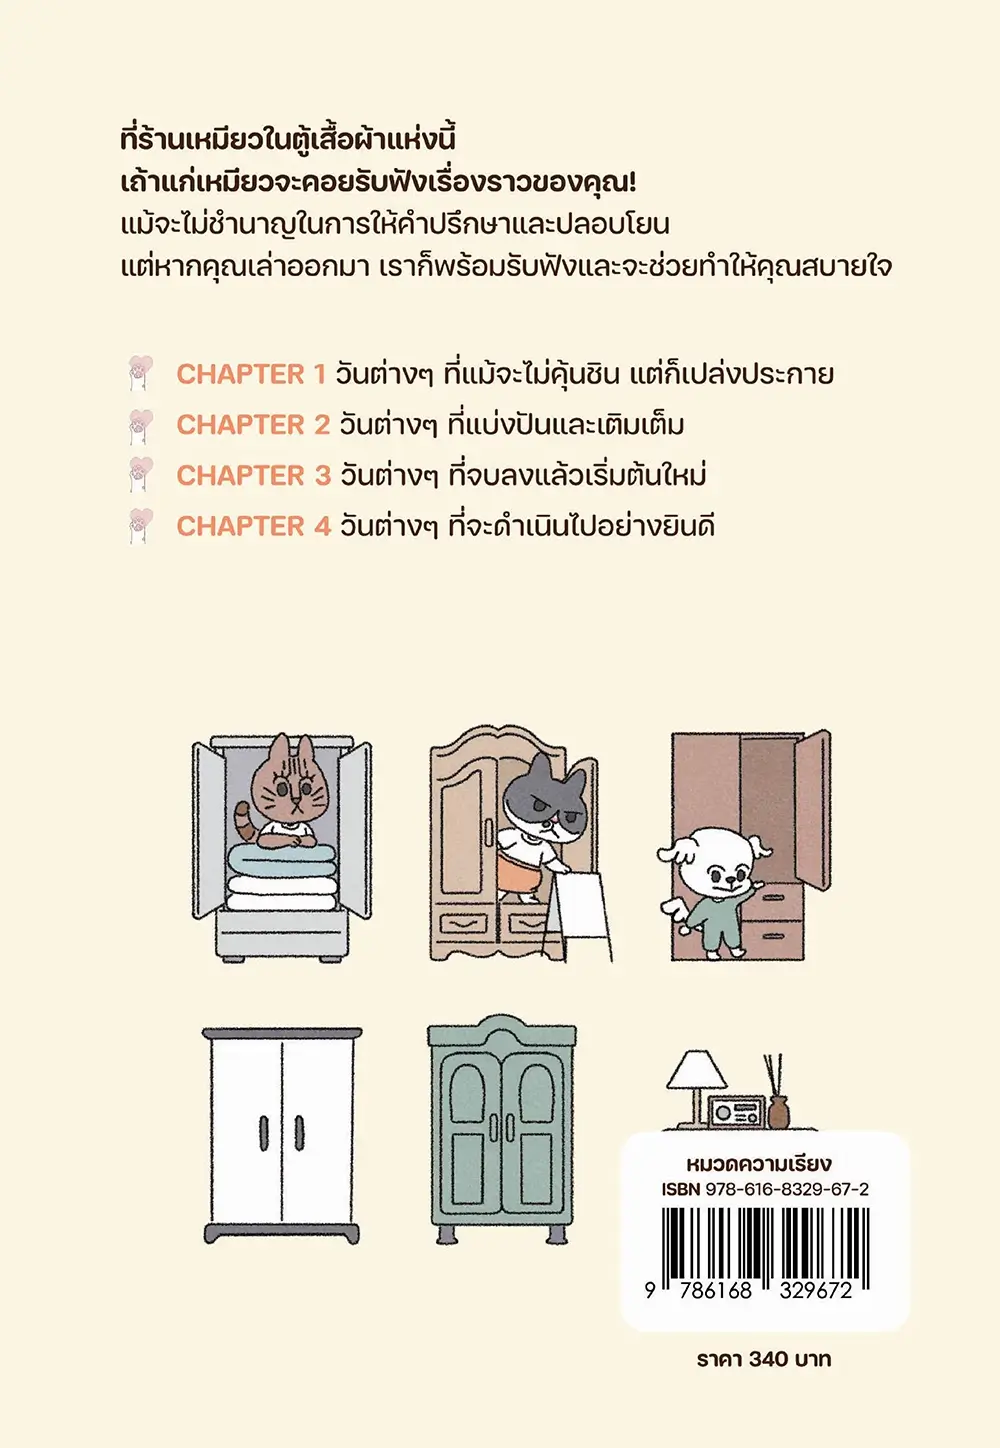 ที่ร้านเหมียวในตู้เสื้อผ้าแห่งนี้
เถ้าแก่เหมียวจะคอยรับฟังเรื่องราวของคุณ!
แม้จะไม่ชำนาญในการให้คำปรึกษาและปลอบโยน
แต่หากคุณเล่าออกมา เราก็พร้อมรับฟังและจะช่วยทำให้คุณสบายใจ
CHAPTER 1 วันต่างๆ ที่แม้จะไม่คุ้นชิน แต่ก็เปล่งประกาย
CHAPTER 2 วันต่างๆ ที่แบ่งปันและเติมเต็ม
CHAPTER 3 วันต่างๆ ที่จบลงแล้วเริ่มต้นใหม่
CHAPTER 4 วันต่างๆ ที่จะดำเนินไปอย่างยินดี
หมวดความเรียง
ISBN 978-616-8329-67-2
9 786168 329672
ราคา 340 บาท